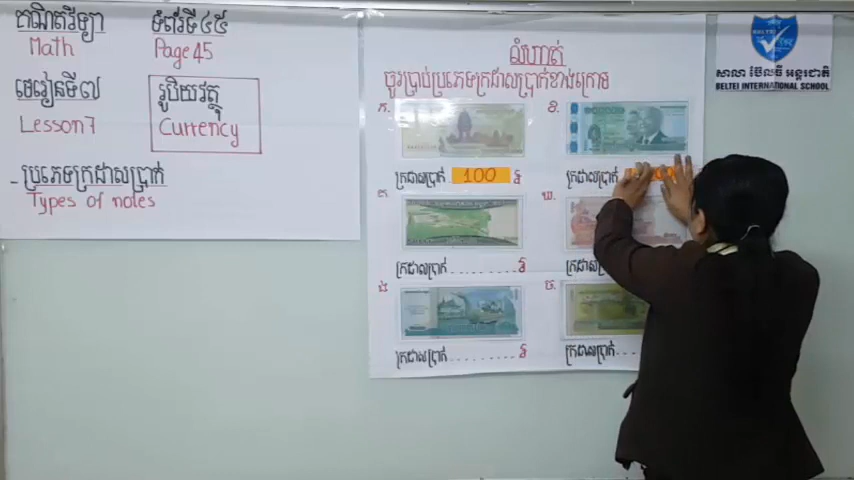 គណិតវិទ្យា
Math
ទំព័រទី៤៥
Page 45
មេរៀនទី៧
Lesson 7
រូបិយវត្ថុ
Currency
- ប្រភេទក្រដាសប្រាក់
Types of notes
លំហាត់
ចូរប្រាប់ប្រភេទក្រដាសប្រាក់ខាងក្រោម
ក.
ខ.
ក្រដាសប្រាក់ 100 ៛
ក្រដាសប្រាក់
គ.
ឃ.
ក្រដាសប្រាក់ ............ ៛
ក្រដាស
ង.
ច.
ក្រដាសប្រាក់ ............ ៛
ក្រដាសប្រាក់ ....
BELTEI
សាលា ប៊ែលធី អន្តរជាតិ
BELTEI INTERNATIONAL SCHOOL